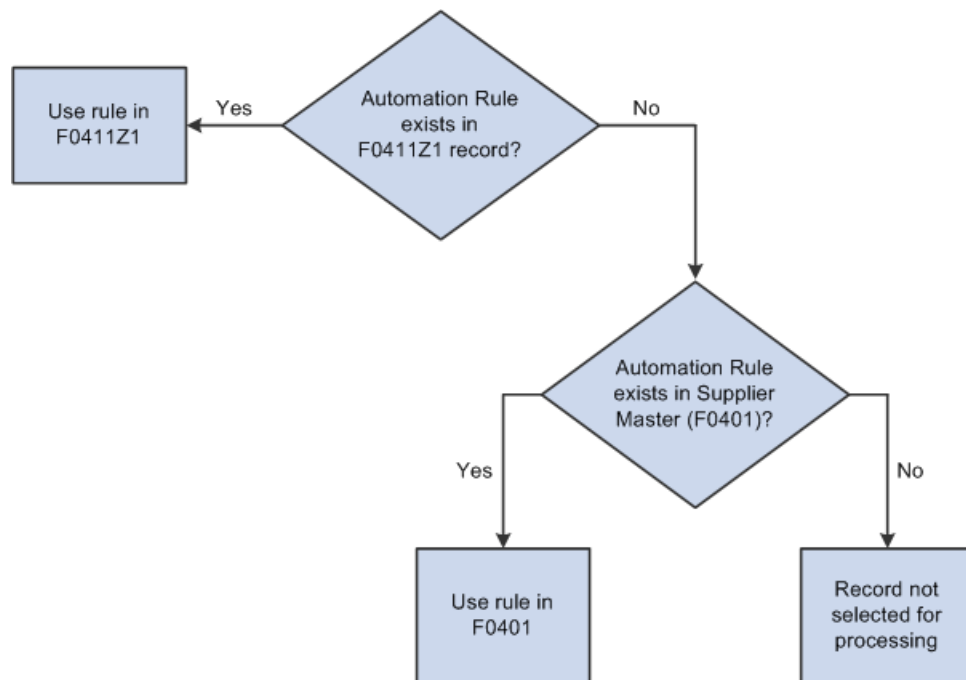 Automation Rule
exists in
F0411Z1 record?
Yes
No
Use rule in
F0411Z1
Automation Rule
exists in Supplier
Master (F0401)?
Yes
No
Use rule in
F0401
Record not
selected for
processing